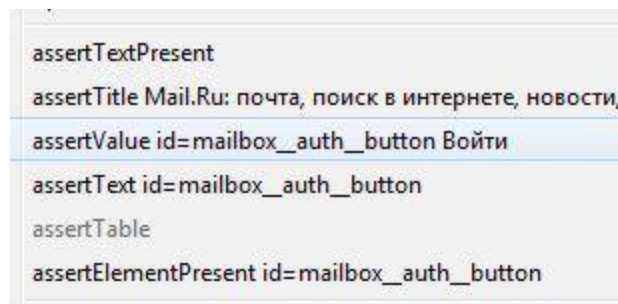 assertTextPresent
assertTitle Mail.Ru: почта, поиск в интернете, новости,
assertValue id=mailbox__auth__button Войти
assertText id=mailbox__auth__button
assertTable
assertElementPresent id=mailbox__auth__button